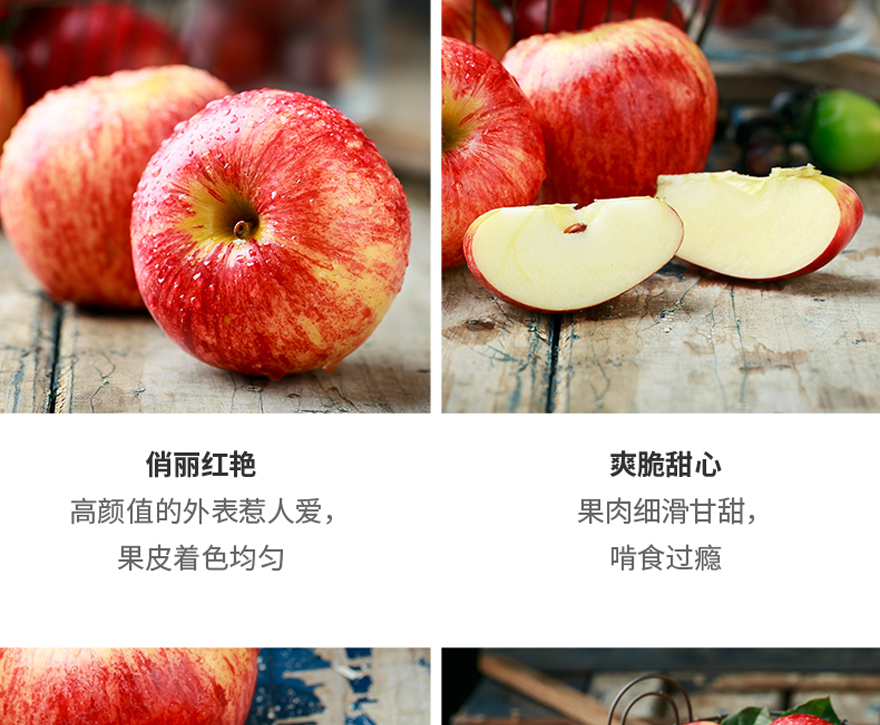 俏丽红艳
高颜值的外表惹人爱，
果皮着色均匀
爽脆甜心
果肉细滑甘甜，
啃食过瘾